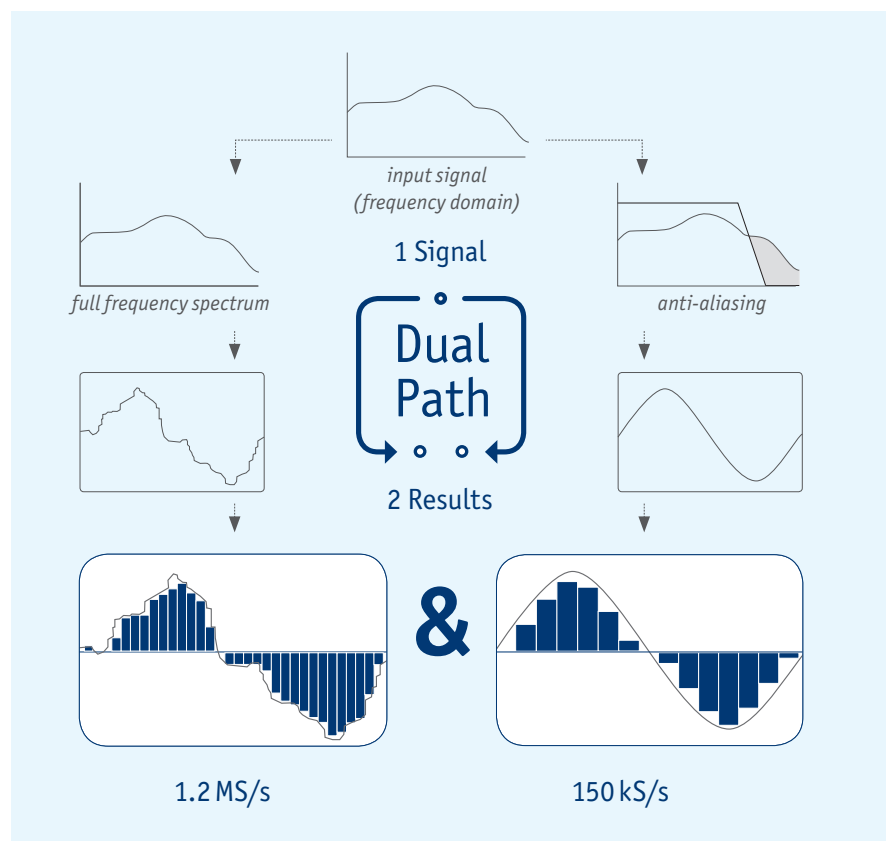 input signal
(frequency domain)
1 Signal
full frequency spectrum
anti-aliasing
Dual
Path
2 Results
&
1.2 MS/s
150 kS/s